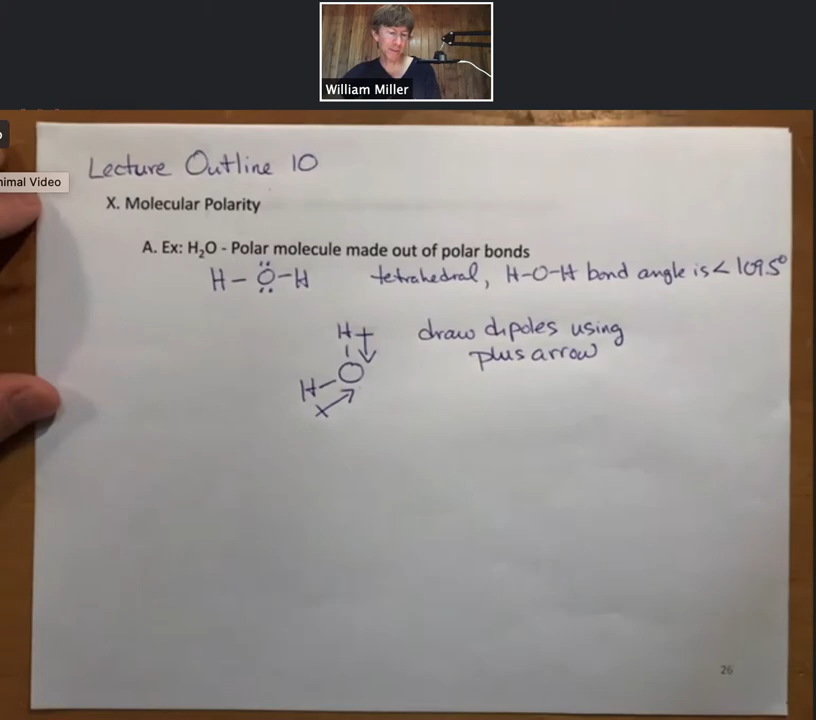 William Miller
nimal Video
Lecture Outline 10
X. Molecular Polarity
A. Ex: H₂O - Polar molecule made out of polar bonds
H-Ö-H tetrahedral, H-O-H bond angle is < 109.5°
H draw dipoles using
plus arrow
O
H
26